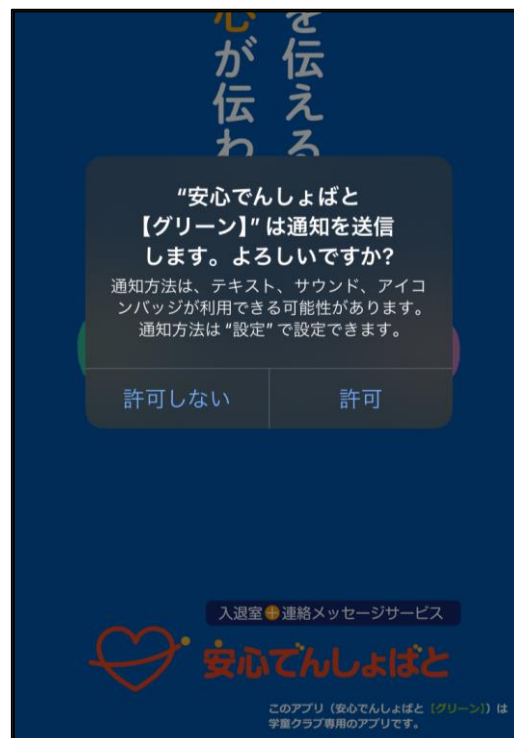 を伝える
心が伝わ
“安心でんしょばと
【グリーン】”は通知を送信
します。よろしいですか?
通知方法は、テキスト、サウンド、アイコ
ンバッジが利用できる可能性があります。
通知方法は“設定”で設定できます。
許可しない
許可
入退室+連絡メッセージサービス
安心でんしょばと
このアプリ(安心でんしょばと【グリーン】)は
学童クラブ専用のアプリです。